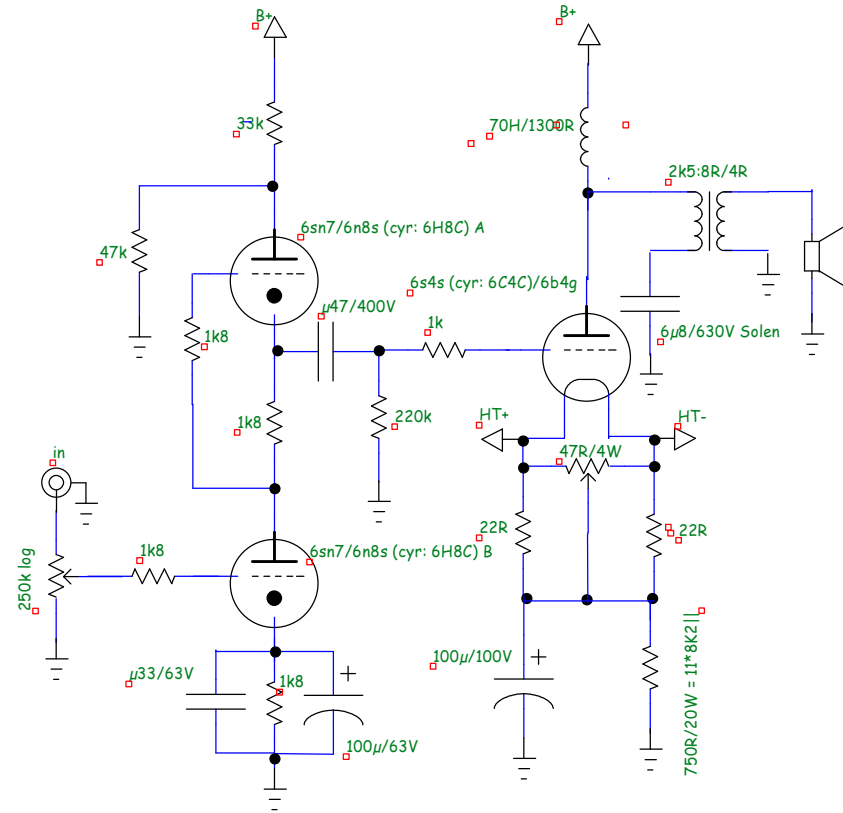 B+
B+
33k
70H/1300R
2k5:8R/4R
6sn7/6n8s (cyr: 6H8C) A
47k
6s4s (cyr: 6C4C)/6b4g
µ47/400V
1k
1k8
6µ8/630V Solen
1k8
220k
HT+
HT-
47R/4W
in
22R
22R
6sn7/6n8s (cyr: 6H8C) B
1k8
250k log
750R/20W = 11*8K2||
100µ/100V
µ33/63V
1k8
100µ/63V